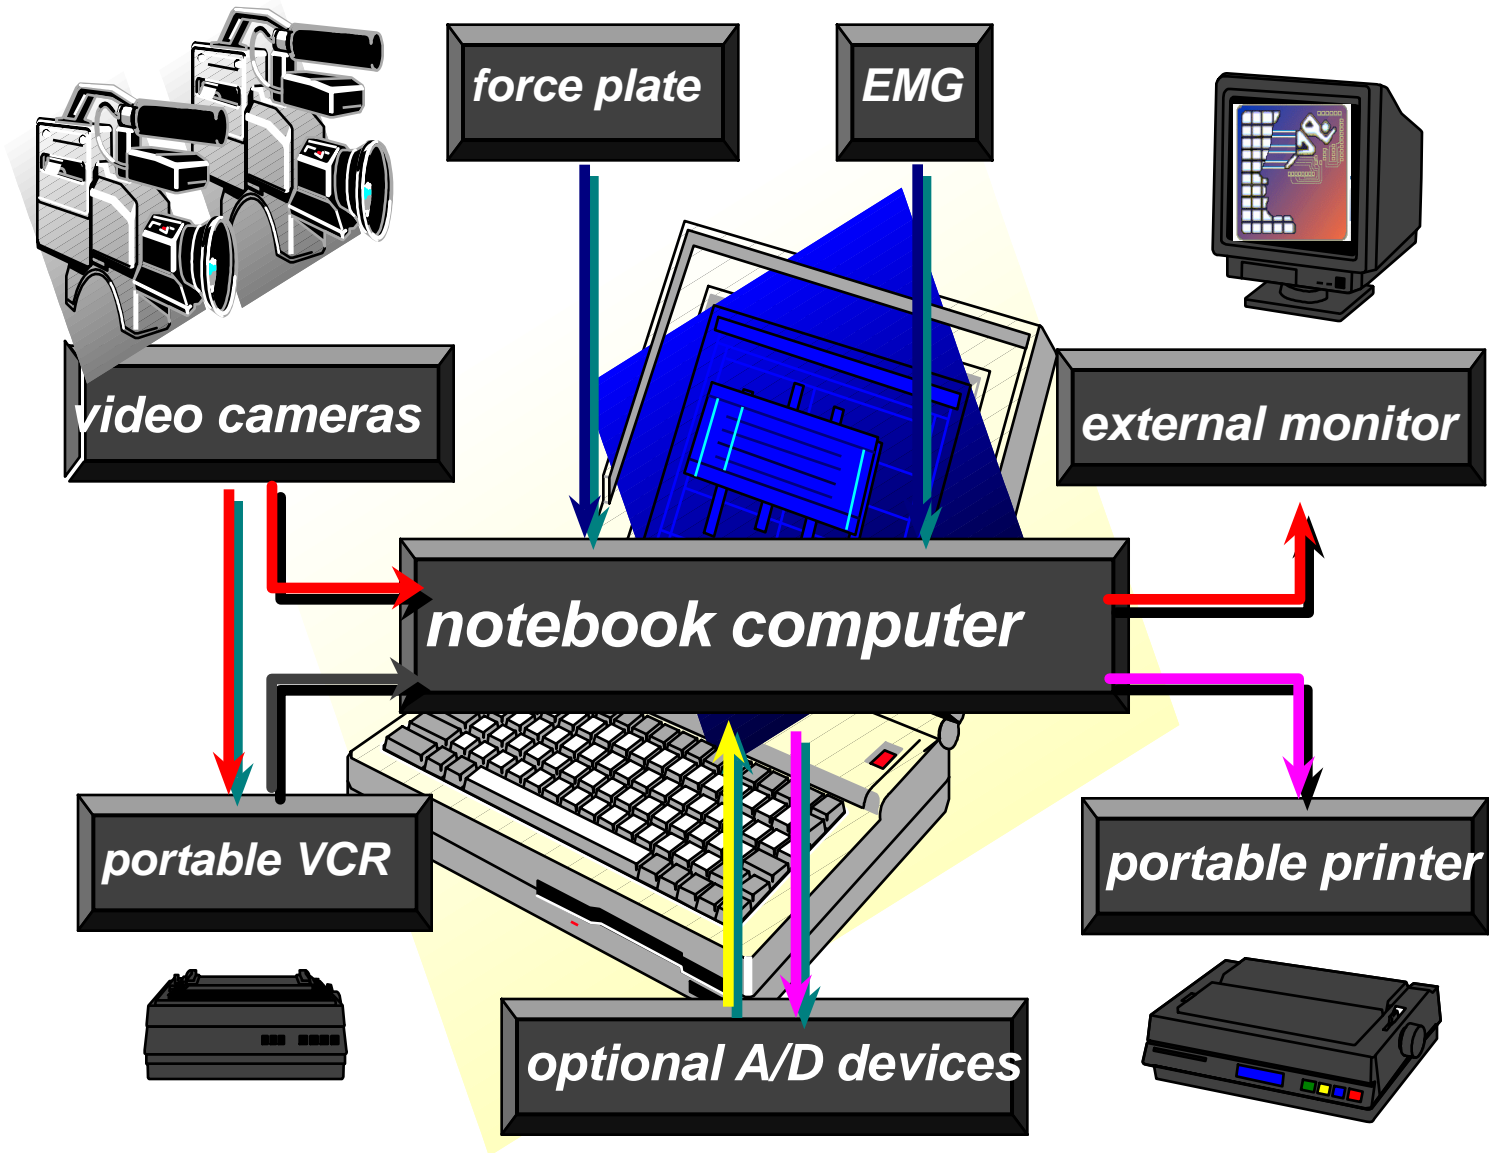 force plate
EMG
video cameras
external monitor
notebook computer
portable VCR
portable printer
optional A/D devices